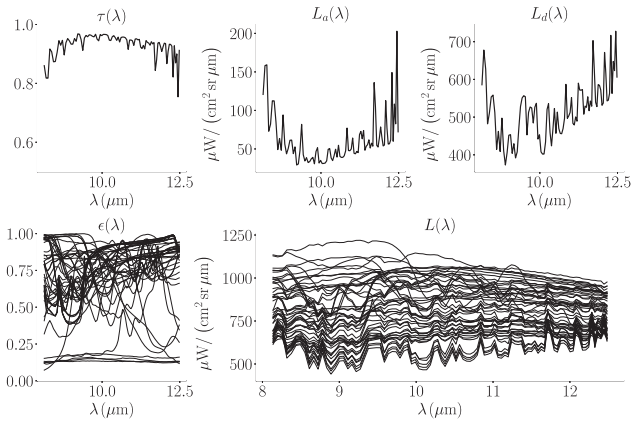 τ(λ)
L_a(λ)
L_d(λ)
1.0
0.8
0.6
10.0 12.5
λ (μm)
μW/ (cm² sr μm)
200
150
100
50
10.0 12.5
λ (μm)
μW/ (cm² sr μm)
700
600
500
400
10.0 12.5
λ (μm)
ϵ(λ)
L(λ)
1.00
0.75
0.50
0.25
0.00
10.0 12.5
λ (μm)
μW/ (cm² sr μm)
1250
1000
750
500
8 9 10 11 12
λ (μm)